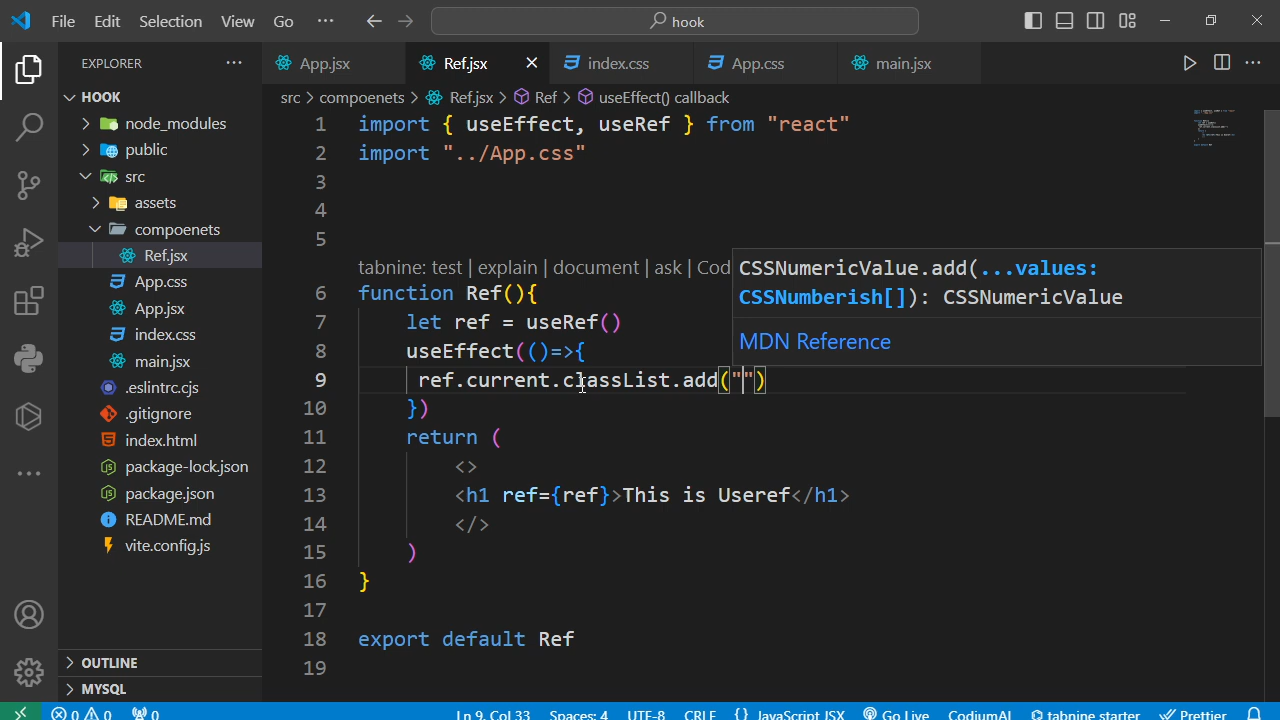 File Edit Selection View Go ··· hook
EXPLORER ···
App.jsx Ref.jsx index.css App.css main.jsx
HOOK
node_modules
public
src
assets
compoenets
Ref.jsx
App.css
App.jsx
index.css
main.jsx
.eslintrc.cjs
.gitignore
index.html
package-lock.json
package.json
README.md
vite.config.js
OUTLINE
MYSQL
src > compoenets > Ref.jsx > Ref > useEffect() callback
1 import { useEffect, useRef } from "react"
2 import "../App.css"
3
4
5
tabnine: test | explain | document | ask | Cod
6 function Ref(){
7 let ref = useRef()
8 useEffect(()=>{
9 ref.current.classList.add("")
10 })
11 return (
12 <>
13 <h1 ref={ref}>This is Useref</h1>
14 </>
15 )
16 }
17
18 export default Ref
19
CSSNumericValue.add(...values:
CSSNumberish[]): CSSNumericValue
MDN Reference
0 0 0 Ln 9, Col 33 Spaces: 4 UTF-8 CRLF {} JavaScript JSX Go Live CodiumAI tabnine starter Prettier